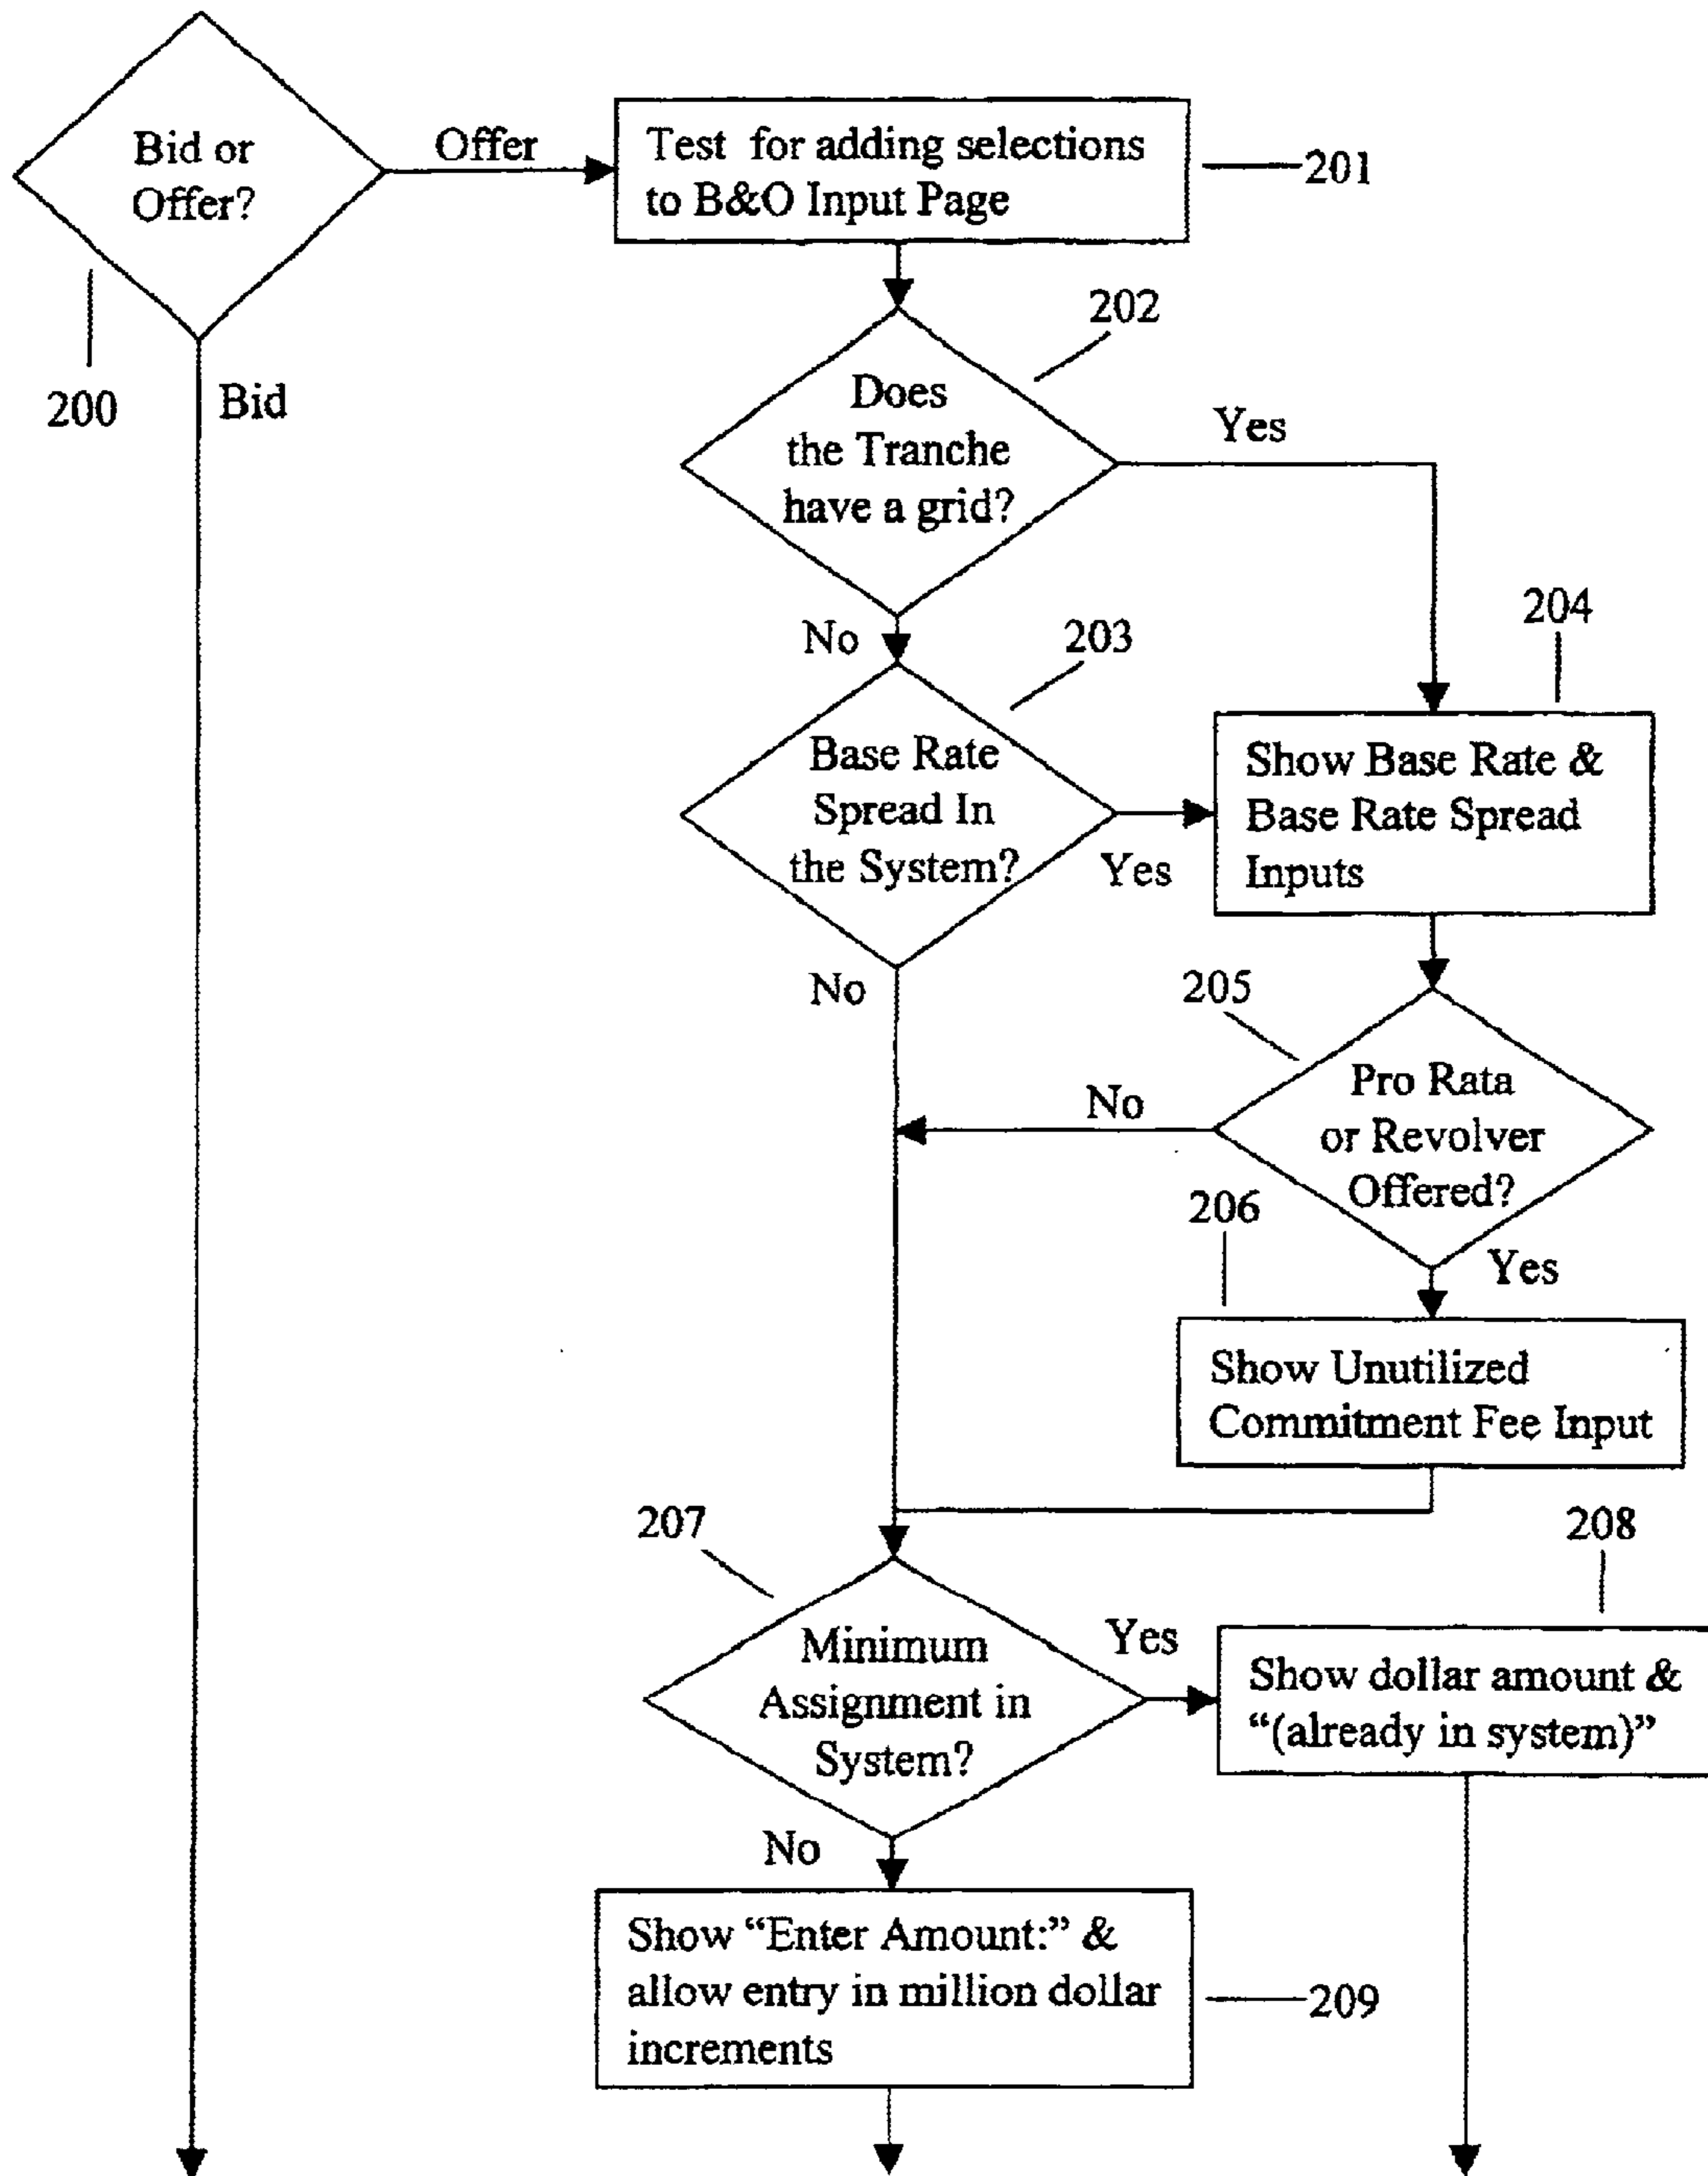 Bid or
Offer?
Offer
Test for adding selections
to B&O Input Page
201
200
Bid
202
Does
the Tranche
have a grid?
Yes
No
203
204
Base Rate
Spread In
the System?
Yes
Show Base Rate &
Base Rate Spread
Inputs
No
205
Pro Rata
or Revolver
Offered?
No
Yes
206
Show Unutilized
Commitment Fee Input
207
208
Minimum
Assignment in
System?
Yes
Show dollar amount &
“(already in system)”
No
Show “Enter Amount:” &
allow entry in million dollar
increments
209